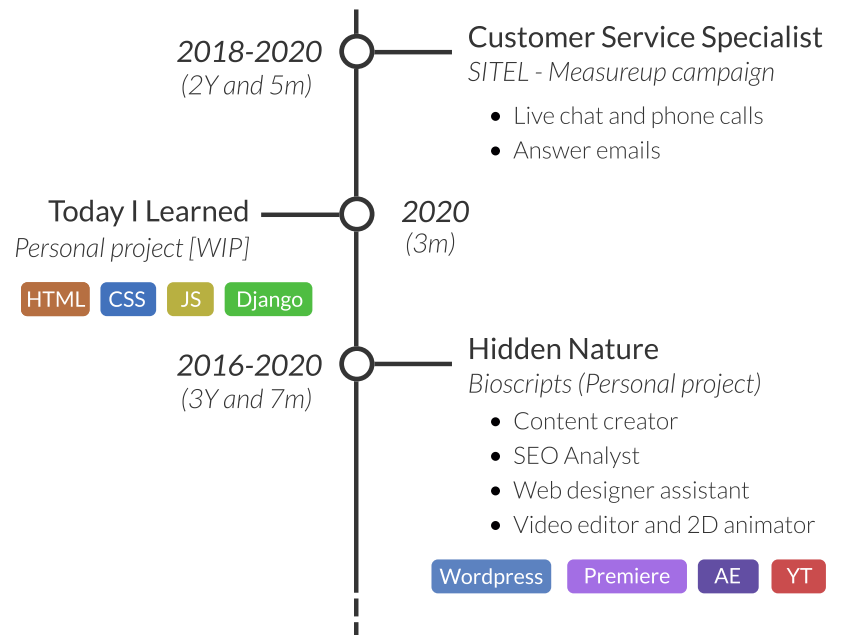 2018-2020
(2Y and 5m)
Customer Service Specialist
SITEL - Measureup campaign
Live chat and phone calls
Answer emails
Today I Learned
Personal project [WIP]
HTML CSS JS Django
2020
(3m)
2016-2020
(3Y and 7m)
Hidden Nature
Bioscripts (Personal project)
Content creator
SEO Analyst
Web designer assistant
Video editor and 2D animator
Wordpress Premiere AE YT